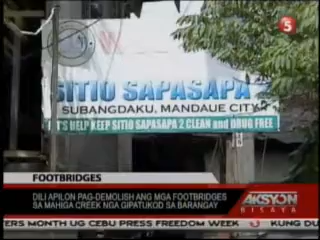 5
SITIO SAPASAPA 2
SUBANGDAKU, MANDAUE CITY
LET'S HELP KEEP SITIO SAPASAPA 2 CLEAN and DRUG FREE
FOOTBRIDGES
DILI APILON PAG-DEMOLISH ANG MGA FOOTBRIDGES
SA MAHIGA CREEK NGA GIPATUKOD SA BARANGAY
AKSYON
BISAYA
WEEK MONTH UG CEBU PRESS FREEDOM WEEK